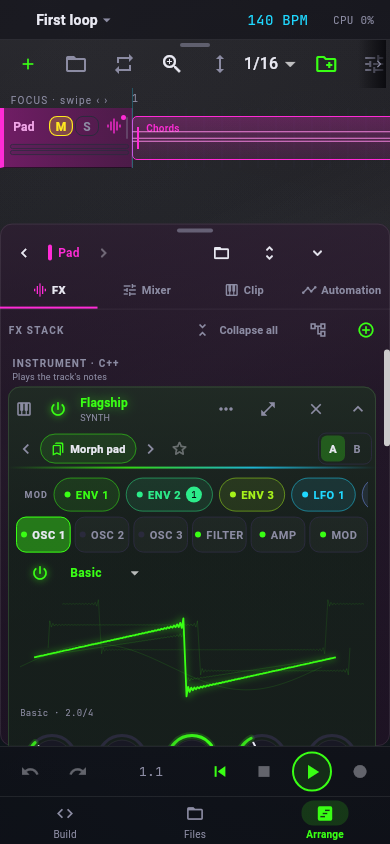 First loop
140 BPM
CPU 0%
1/16
FOCUS · swipe ‹ ›
1
Pad
M
S
Chords
Pad
FX
Mixer
Clip
Automation
FX STACK
Collapse all
INSTRUMENT · C++
Plays the track's notes
Flagship
SYNTH
Morph pad
A
B
MOD
ENV 1
ENV 2 1
ENV 3
LFO 1
OSC 1
OSC 2
OSC 3
FILTER
AMP
MOD
Basic
Basic · 2.0/4
1.1
Build
Files
Arrange